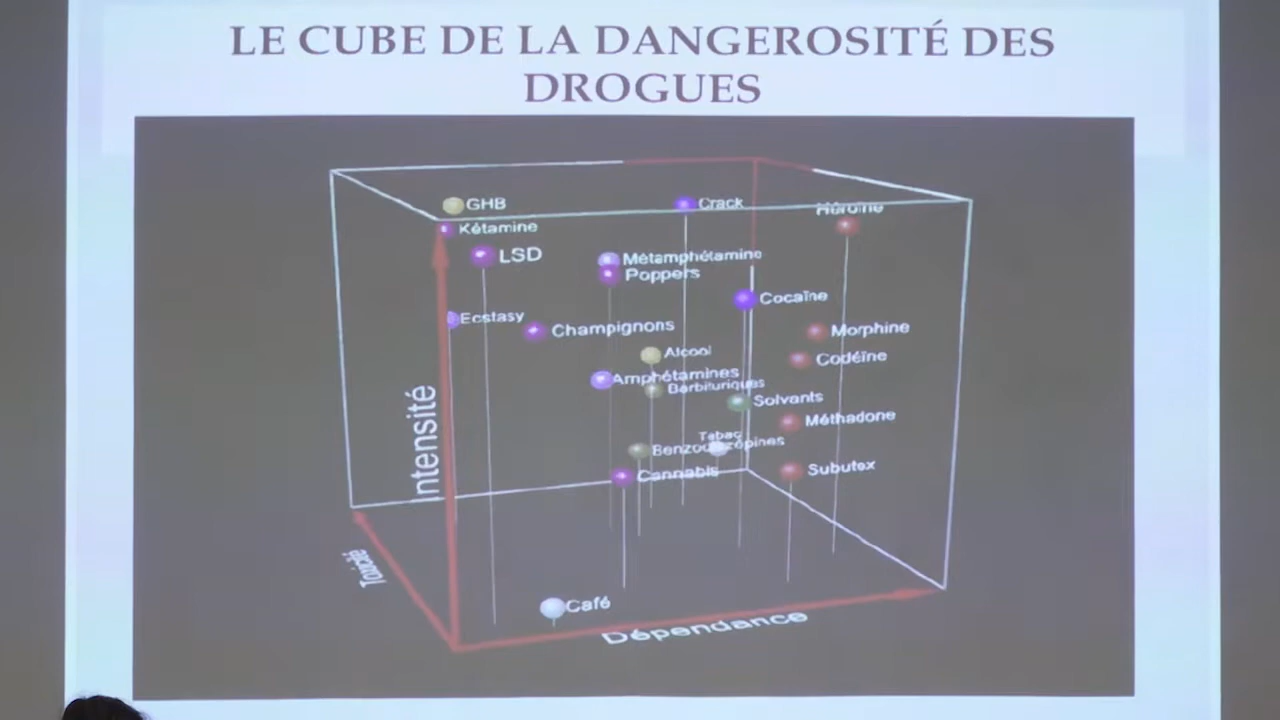 LE CUBE DE LA DANGEROSITÉ DES
DROGUES
GHB
Crack
Héroïne
Kétamine
LSD
Métamphétamine
Poppers
Cocaïne
Ecstasy
Champignons
Morphine
Alcool
Codéïne
Amphétamines
Barbituriques
Solvants
Méthadone
Tabac
Benzodiazépines
Cannabis
Subutex
Intensité
Toxicité
Café
Dépendance